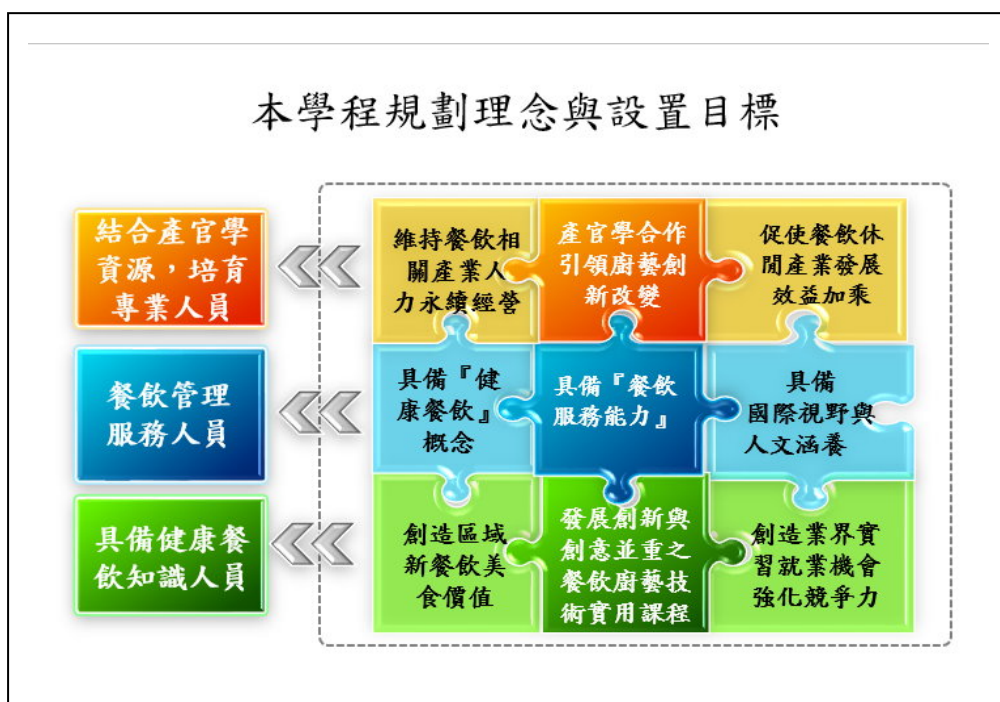 本學程規劃理念與設置目標
結合產官學
資源，培育
專業人員
維持餐飲相
關產業人
力永續經營
產官學合作
引領廚藝創
新改變
促使餐飲休
閒產業發展
效益加乘
餐飲管理
服務人員
具備『健
康餐飲』
概念
具備『餐飲
服務能力』
具備
國際視野與
人文涵養
具備健康餐
飲知識人員
創造區域
新餐飲美
食價值
發展創新與
創意並重之
餐飲廚藝技
術實用課程
創造業界實
習就業機會
強化競爭力